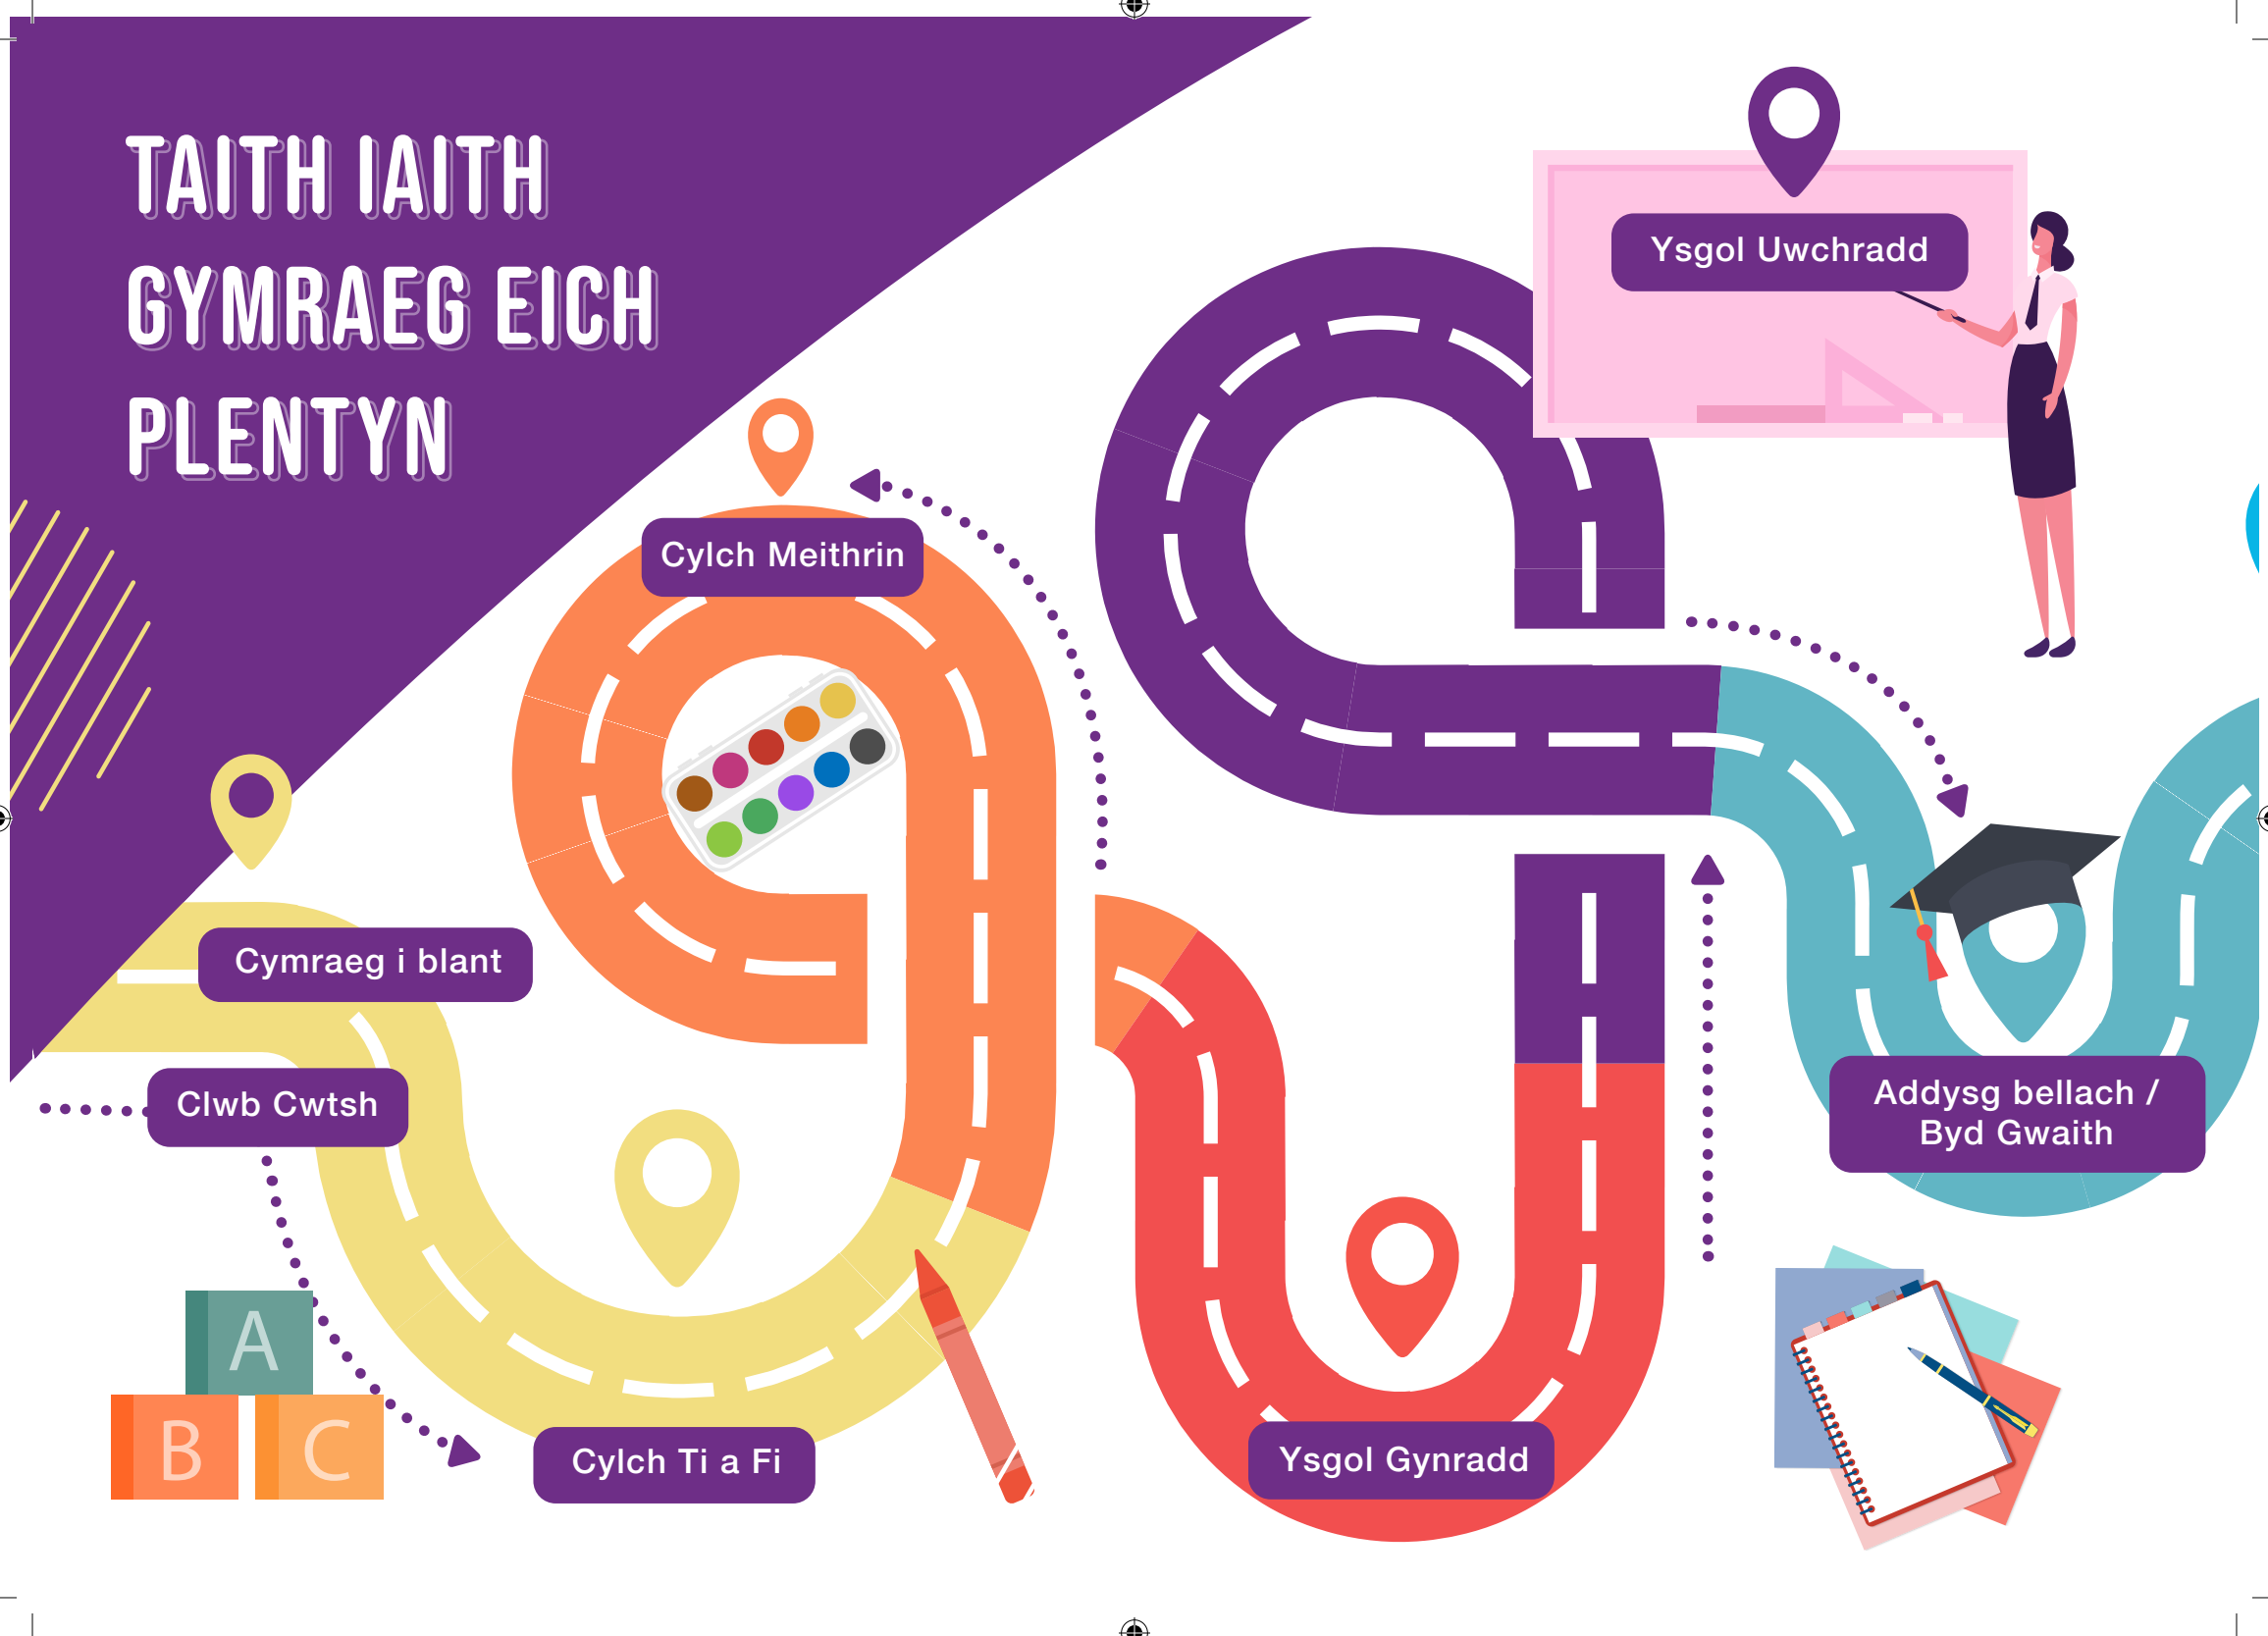 TAITH IAITH
GYMRAEG EICH
PLENTYN
Cymraeg i blant
Clwb Cwtsh
Cylch Ti a Fi
Cylch Meithrin
Ysgol Gynradd
Ysgol Uwchradd
Addysg bellach /
Byd Gwaith
A
B C